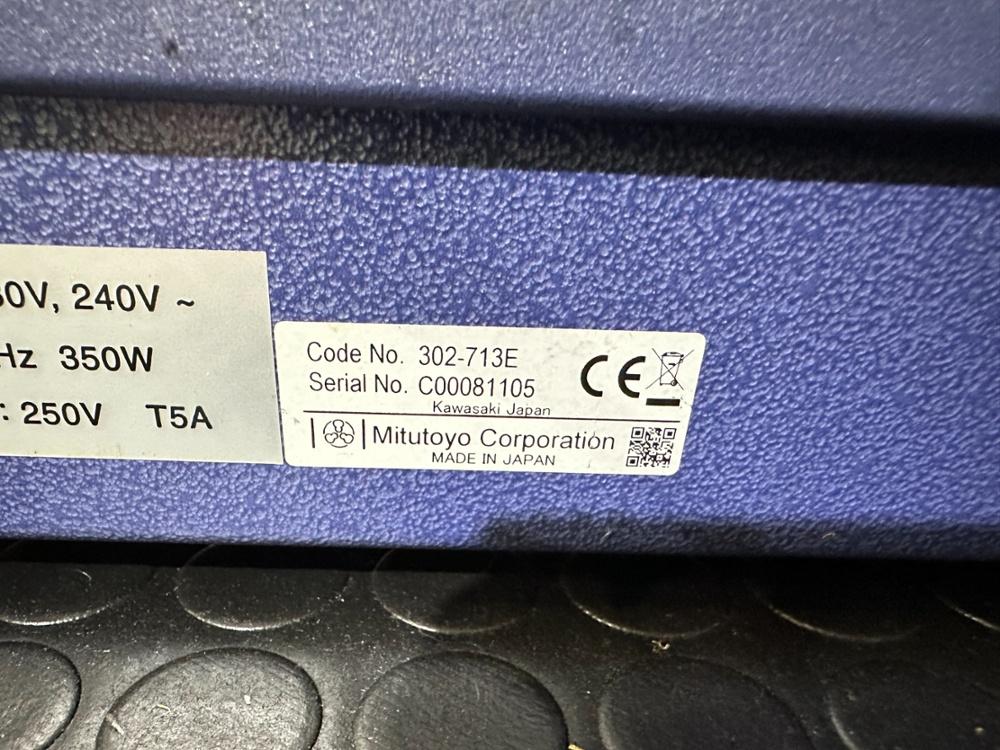 0V, 240V ~
Hz 350W
: 250V T5A
Code No. 302-713E
Serial No. C00081105
Kawasaki Japan
CE
Mitutoyo Corporation
MADE IN JAPAN